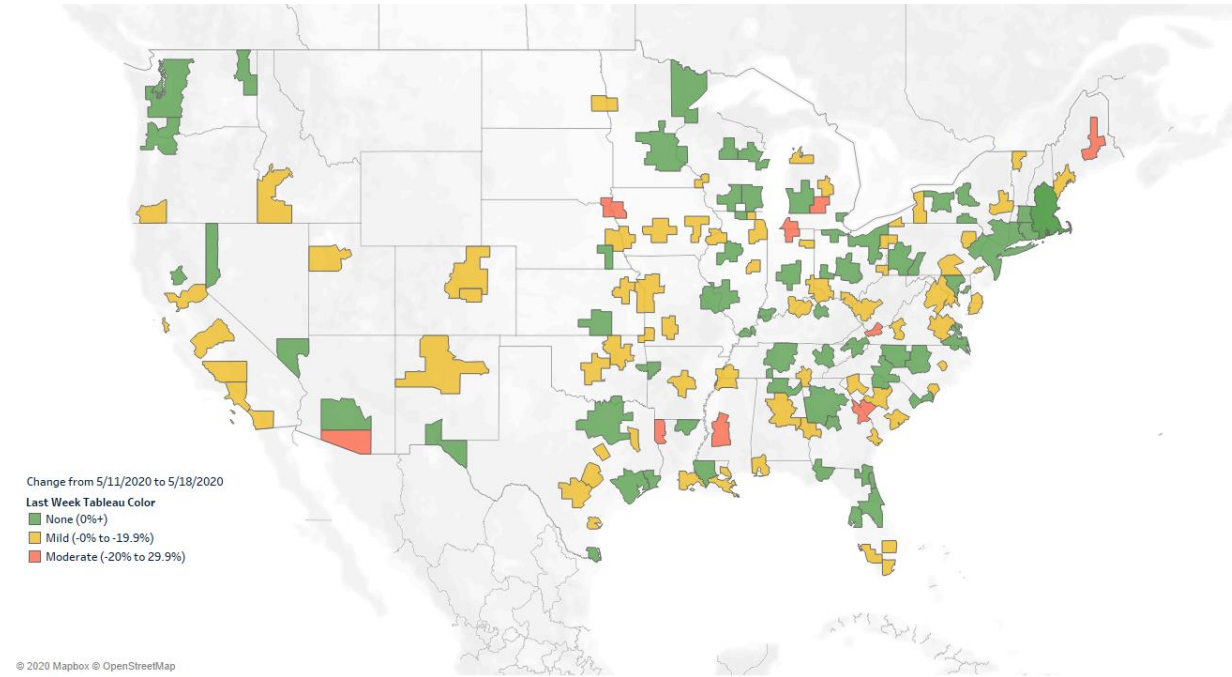 Change from 5/11/2020 to 5/18/2020
Last Week Tableau Color
None (0%+)
Mild (-0% to -19.9%)
Moderate (-20% to 29.9%)
© 2020 Mapbox © OpenStreetMap